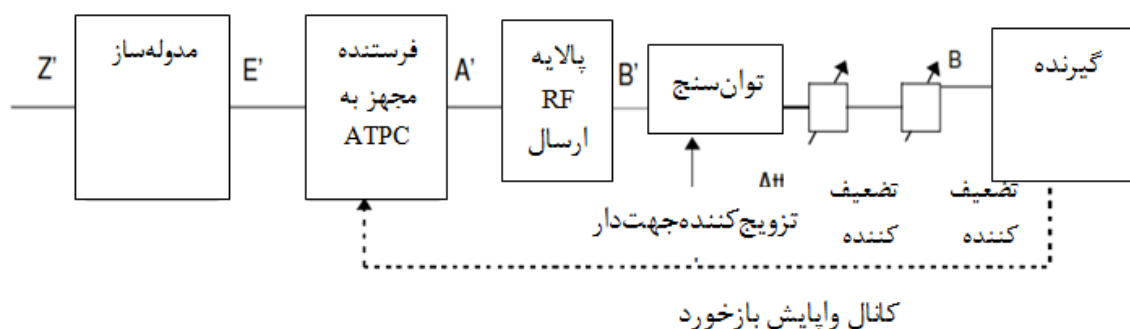 Z'
مدوله‌ساز
E'
فرستنده
مجهز به
ATPC
A'
پالایه
RF
ارسال
B'
توان‌سنج
B
گیرنده
تزویج‌کننده‌جهت‌دار
تضعیف
کننده
تضعیف
کننده
کانال واپایش بازخورد